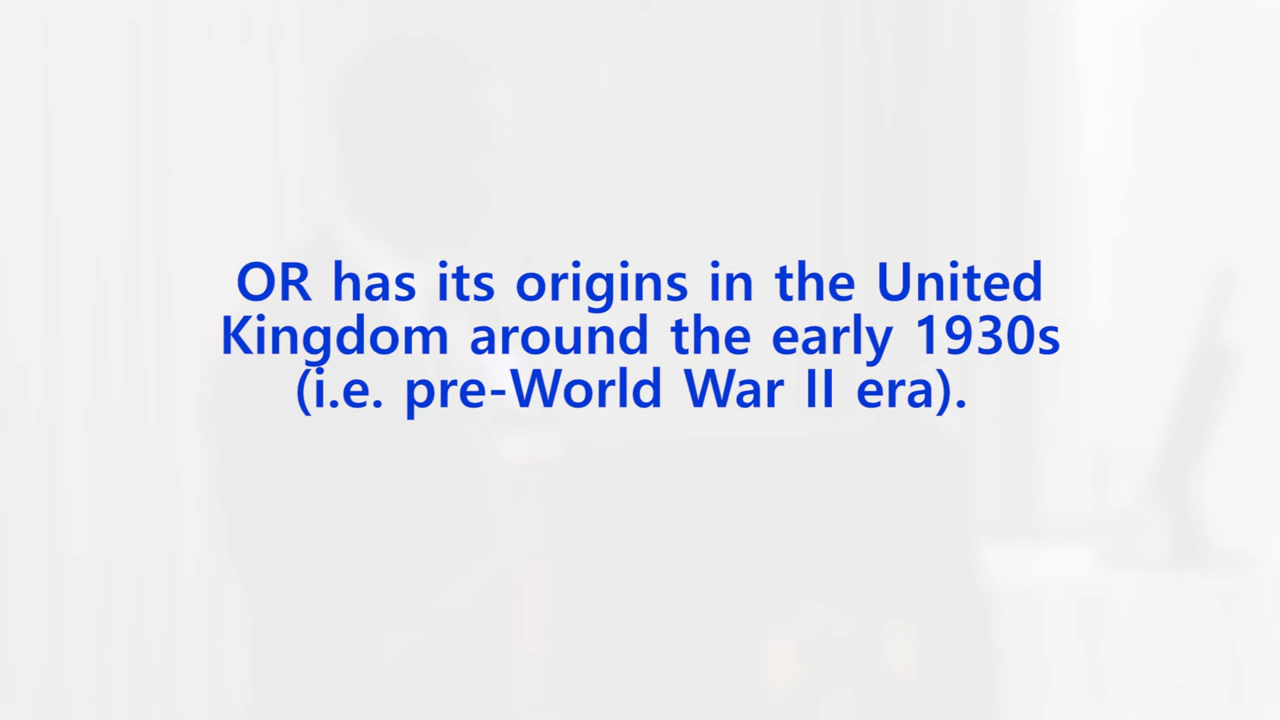 OR has its origins in the United
Kingdom around the early 1930s
(i.e. pre-World War II era).